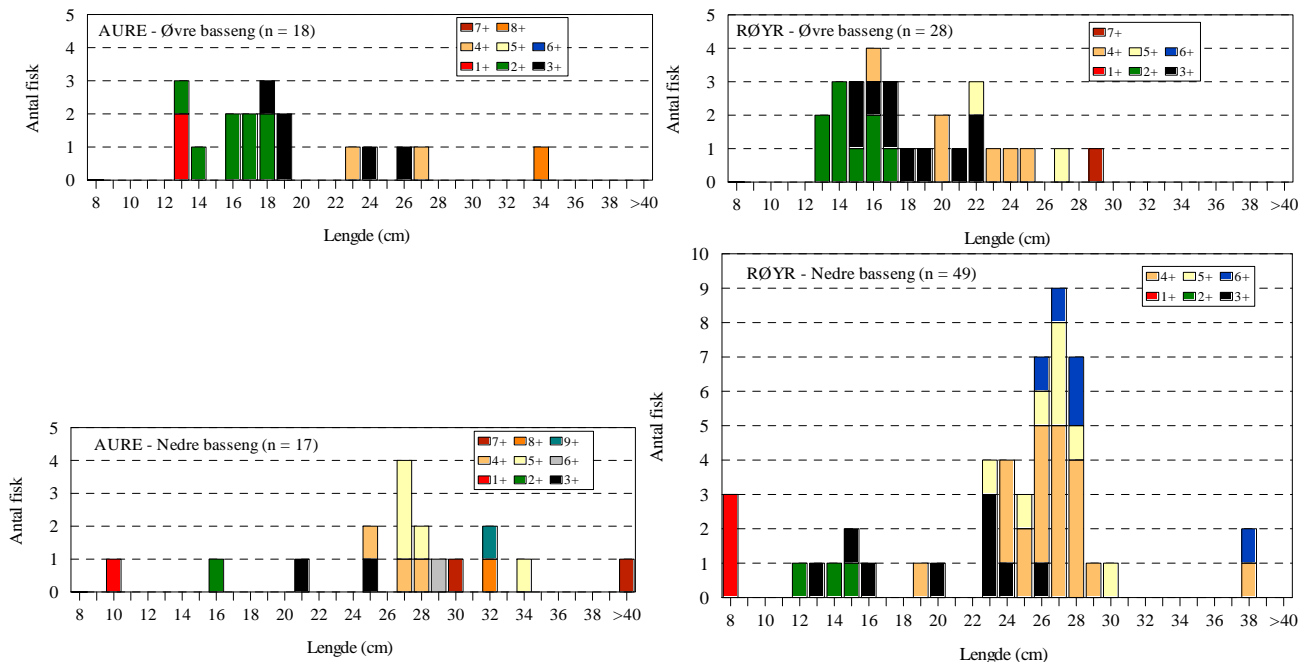 AURE - Øvre basseng (n = 18)
7+ 8+
4+ 5+ 6+
1+ 2+ 3+
Antal fisk
5
4
3
2
1
0
8 10 12 14 16 18 20 22 24 26 28 30 32 34 36 38 >40
Lengde (cm)
RØYR - Øvre basseng (n = 28)
7+
4+ 5+ 6+
1+ 2+ 3+
Antal fisk
5
4
3
2
1
0
8 10 12 14 16 18 20 22 24 26 28 30 32 34 36 38 >40
Lengde (cm)
AURE - Nedre basseng (n = 17)
7+ 8+ 9+
4+ 5+ 6+
1+ 2+ 3+
Antal fisk
5
4
3
2
1
0
8 10 12 14 16 18 20 22 24 26 28 30 32 34 36 38 >40
Lengde (cm)
RØYR - Nedre basseng (n = 49)
4+ 5+ 6+
1+ 2+ 3+
Antal fisk
10
9
8
7
6
5
4
3
2
1
0
8 10 12 14 16 18 20 22 24 26 28 30 32 34 36 38 >40
Lengde (cm)